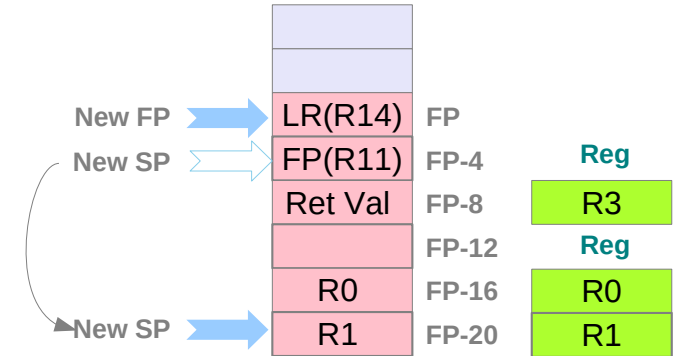 New FP LR(R14) FP
New SP FP(R11) FP-4 Reg
Ret Val FP-8 R3
FP-12 Reg
R0 FP-16 R0
New SP R1 FP-20 R1